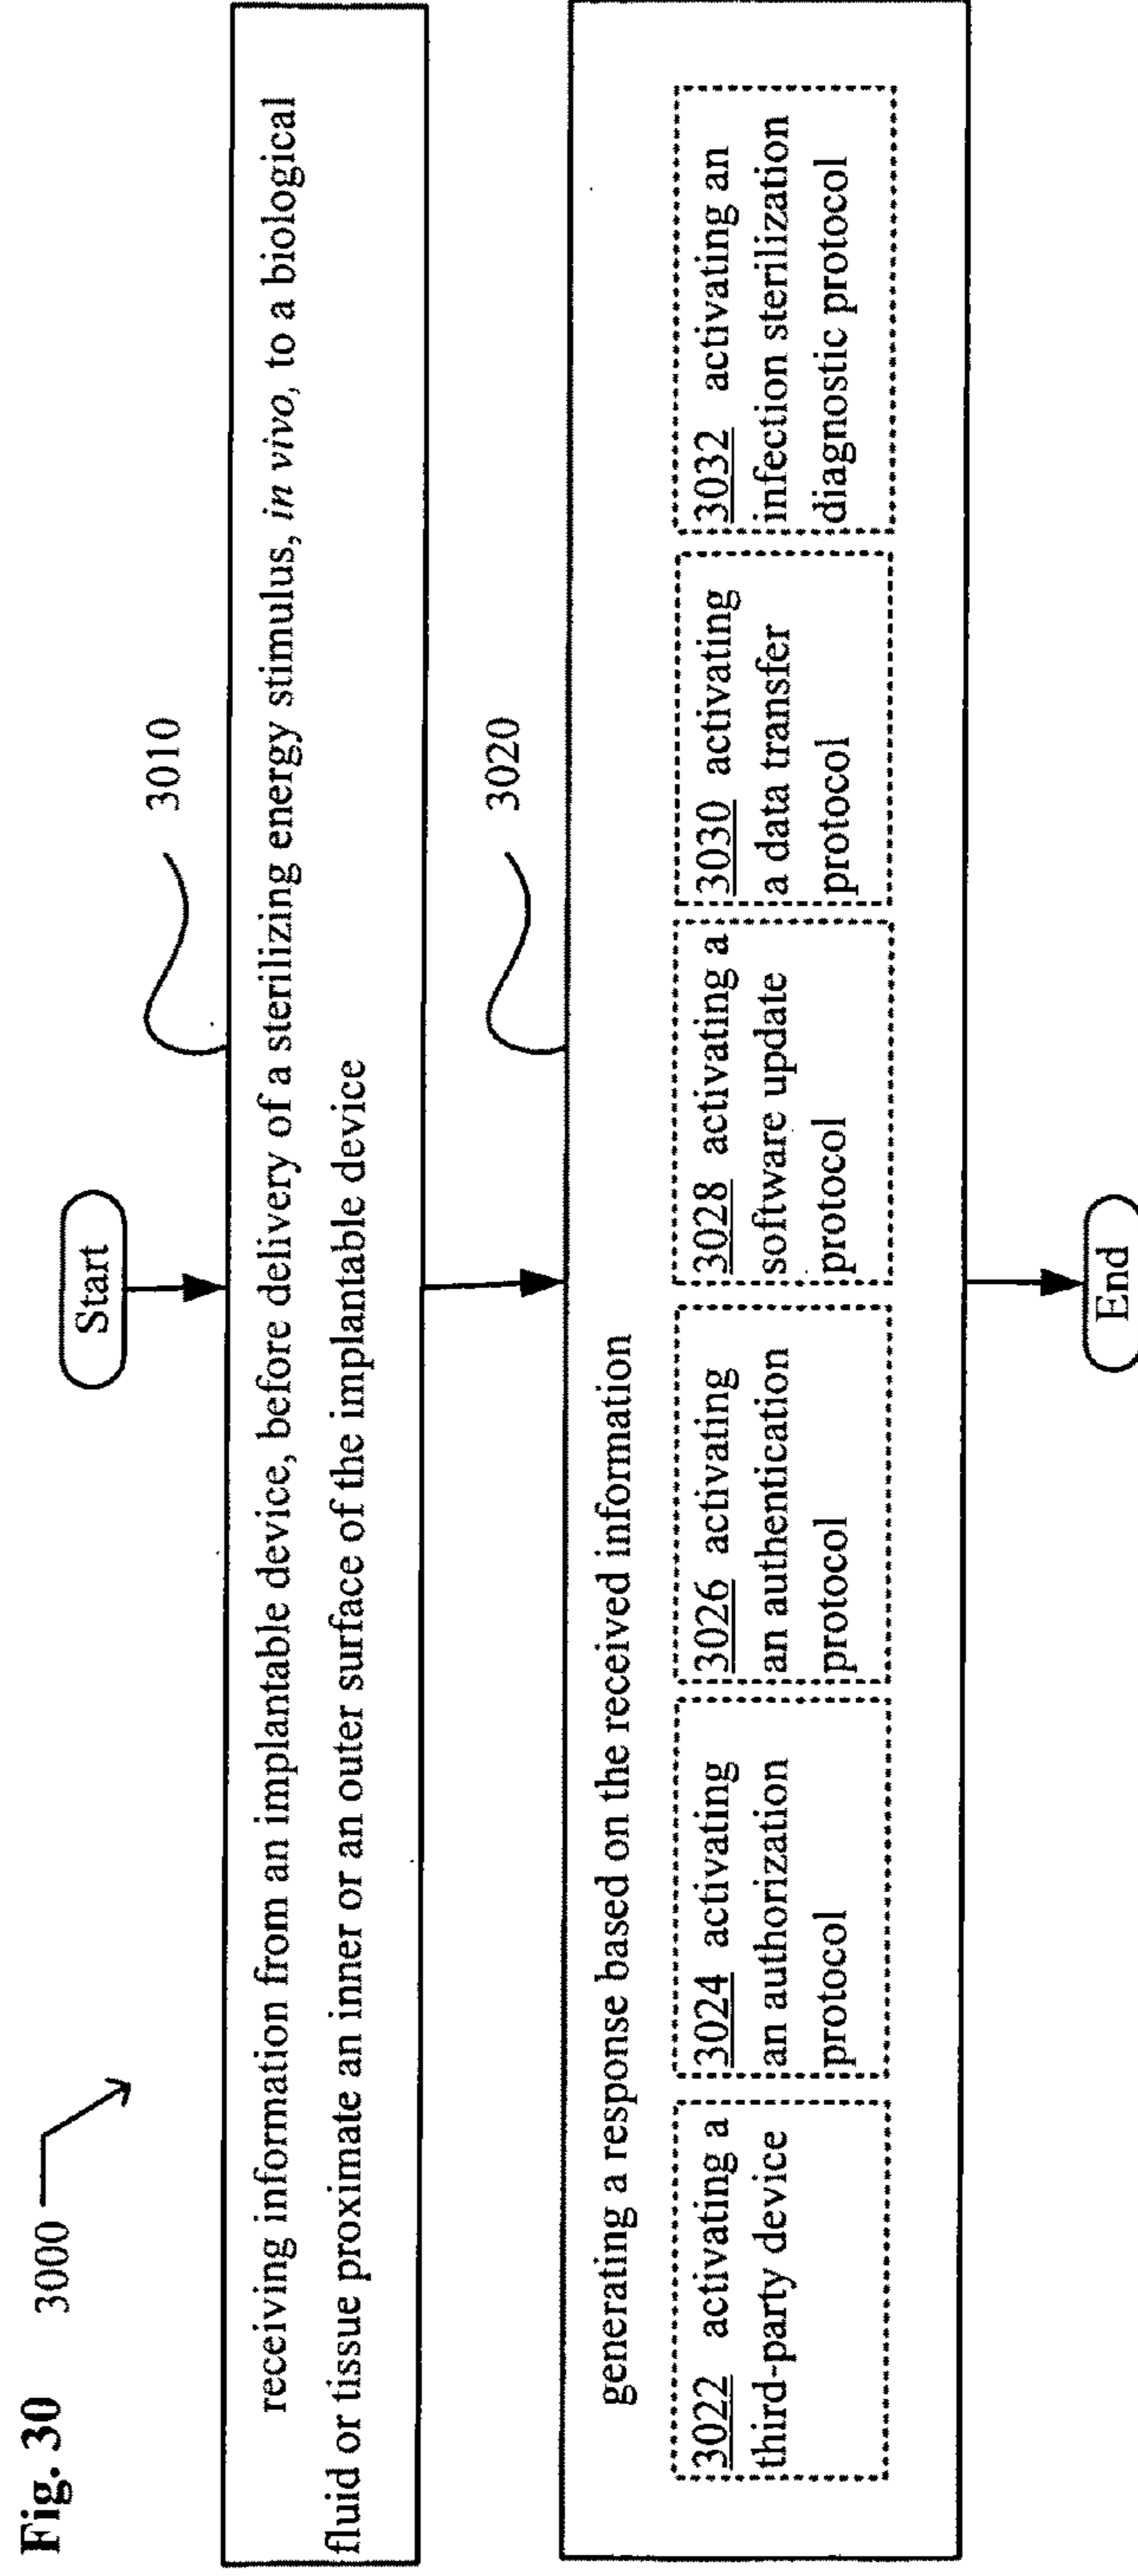 Fig. 30
3000
Start
3010
receiving information from an implantable device, before delivery of a sterilizing energy stimulus, in vivo, to a biological
fluid or tissue proximate an inner or an outer surface of the implantable device
3020
generating a response based on the received information
3022 activating a
third-party device
3024 activating
an authorization
protocol
3026 activating
an authentication
protocol
3028 activating a
software update
protocol
3030 activating
a data transfer
protocol
3032 activating an
infection sterilization
diagnostic protocol
End